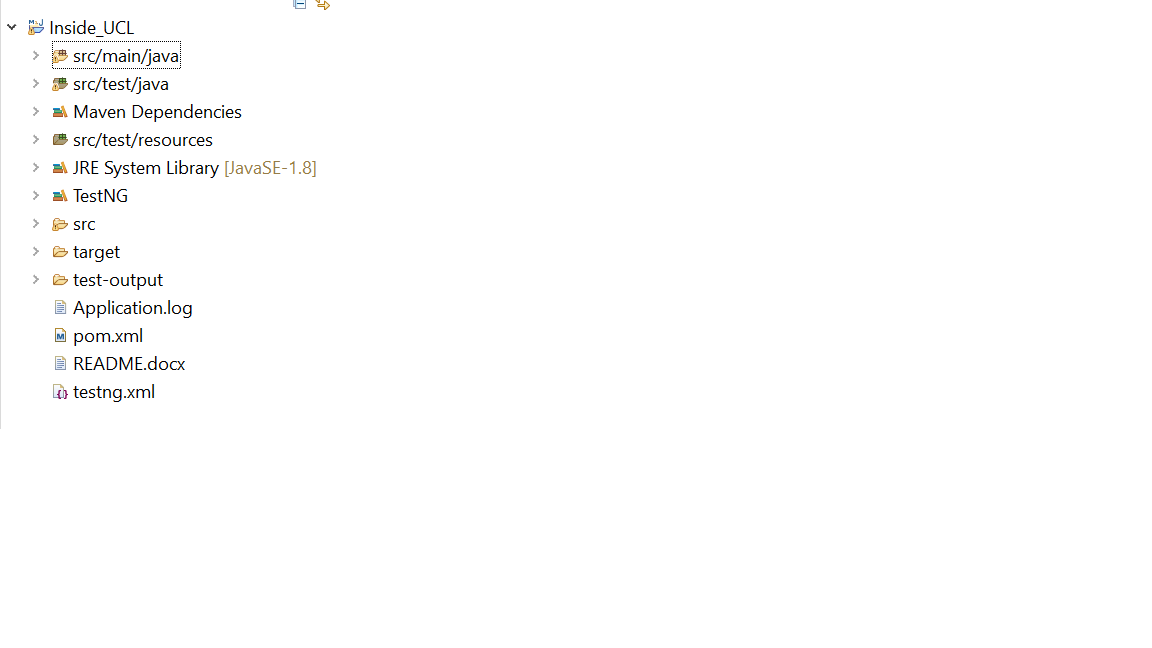 Inside_UCL
src/main/java
src/test/java
Maven Dependencies
src/test/resources
JRE System Library [JavaSE-1.8]
TestNG
src
target
test-output
Application.log
pom.xml
README.docx
testng.xml